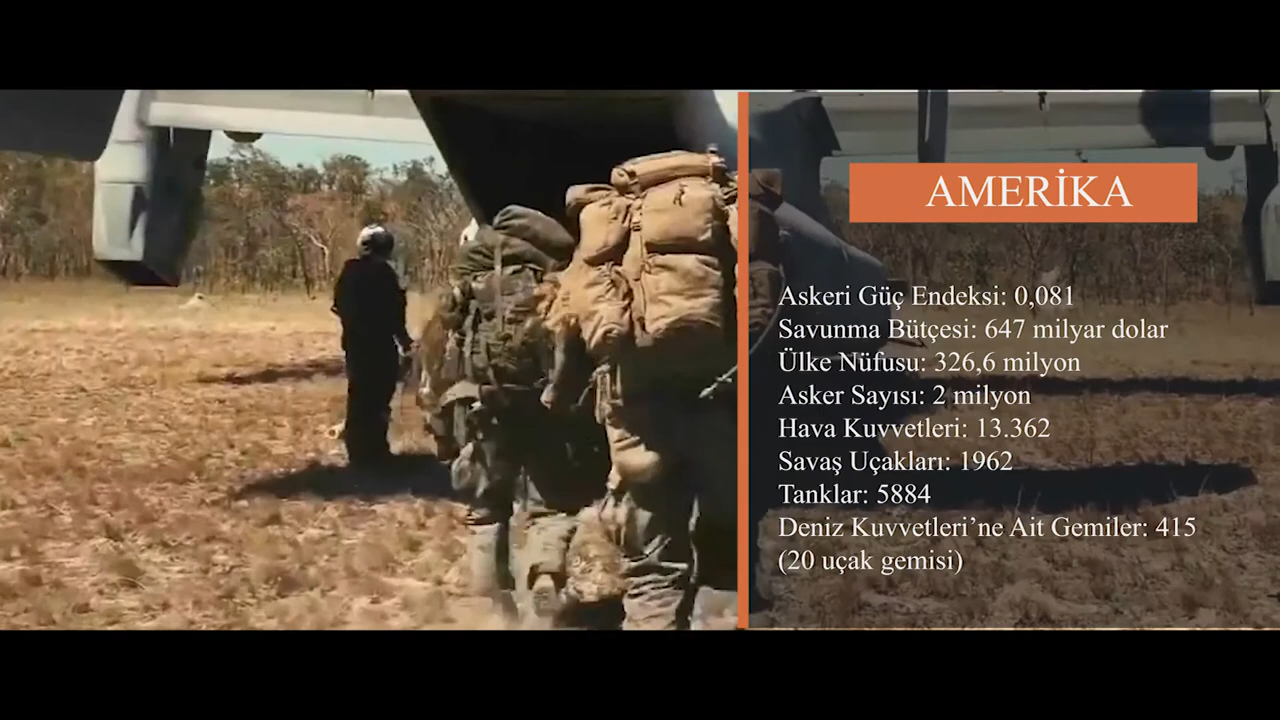 AMERİKA
Askeri Güç Endeksi: 0,081
Savunma Bütçesi: 647 milyar dolar
Ülke Nüfusu: 326,6 milyon
Asker Sayısı: 2 milyon
Hava Kuvvetleri: 13.362
Savaş Uçakları: 1962
Tanklar: 5884
Deniz Kuvvetleri’ne Ait Gemiler: 415
(20 uçak gemisi)